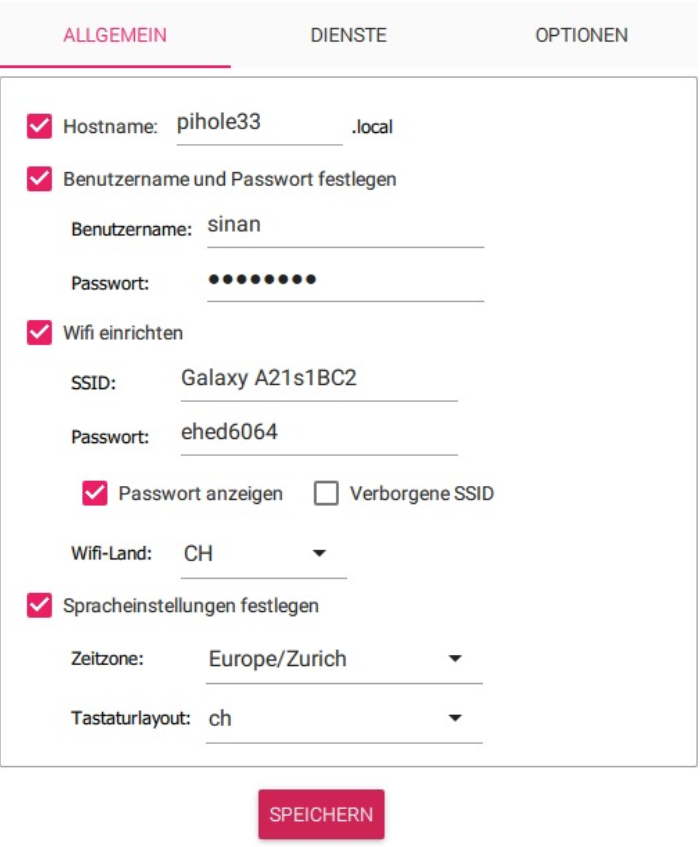 ALLGEMEIN DIENSTE OPTIONEN
Hostname: pihole33 .local
Benutzername und Passwort festlegen
Benutzername: sinan
Passwort: ••••••••
Wifi einrichten
SSID: Galaxy A21s1BC2
Passwort: ehed6064
Passwort anzeigen Verborgene SSID
Wifi-Land: CH
Spracheinstellungen festlegen
Zeitzone: Europe/Zurich
Tastaturlayout: ch
SPEICHERN